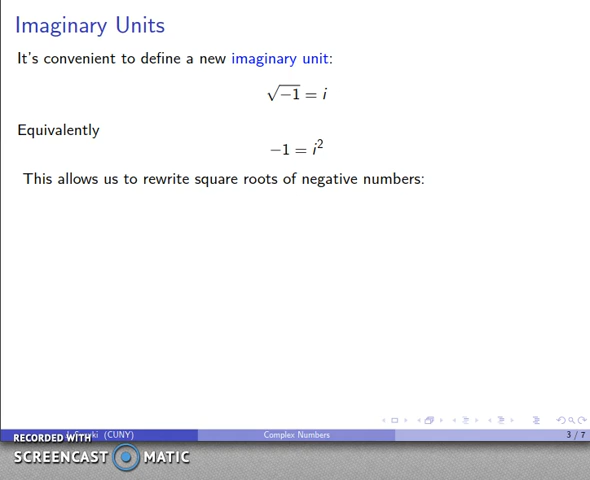 Imaginary Units
It's convenient to define a new imaginary unit:
√−1 = i
Equivalently
−1 = i²
This allows us to rewrite square roots of negative numbers:
(CUNY) Complex Numbers 3 / 7
RECORDED WITH
SCREENCAST MATIC